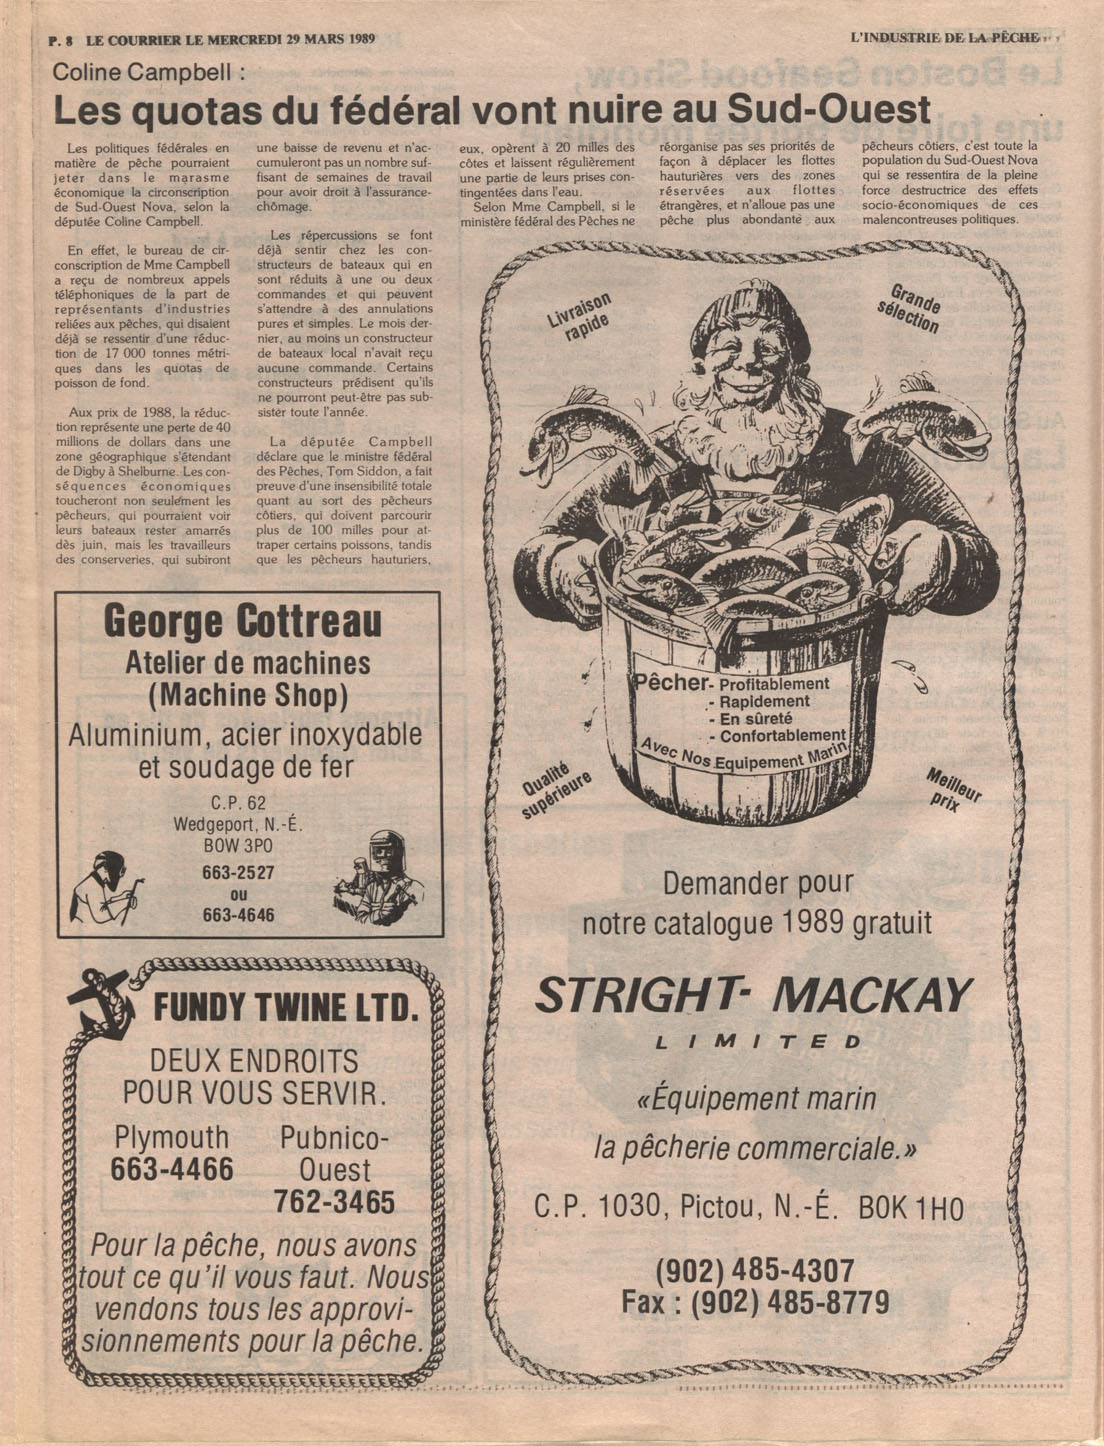 P. 8 LE COURRIER LE MERCREDI 29 MARS 1989
L'INDUSTRIE DE LA PÊCHE
Coline Campbell :
Les quotas du fédéral vont nuire au Sud-Ouest
Les politiques fédérales en
matière de pêche pourraient
jeter dans le marasme
économique la circonscription
de Sud-Ouest Nova, selon la
députée Coline Campbell.
En effet, le bureau de cir-
conscription de Mme Campbell
a reçu de nombreux appels
téléphoniques de la part de
représentants d'industries
reliées aux pêches, qui disaient
déjà se ressentir d'une réduc-
tion de 17 000 tonnes métri-
ques dans les quotas de
poisson de fond.
Aux prix de 1988, la réduc-
tion représente une perte de 40
millions de dollars dans une
zone géographique s'étendant
de Digby à Shelburne. Les con-
séquences économiques
toucheront non seulément les
pêcheurs, qui pourraient voir
leurs bateaux rester amarrés
dès juin, mais les travailleurs
des conserveries, qui subiront
une baisse de revenu et n'ac-
cumuleront pas un nombre suf-
fisant de semaines de travail
pour avoir droit à l'assurance-
chômage.
Les répercussions se font
déjà sentir chez les con-
structeurs de bateaux qui en
sont réduits à une ou deux
commandes et qui peuvent
s'attendre à des annulations
pures et simples. Le mois der-
nier, au moins un constructeur
de bateaux local n'avait reçu
aucune commande. Certains
constructeurs prédisent qu'ils
ne pourront peut-être pas sub-
sister toute l'année.
La députée Campbell
déclare que le ministre fédéral
des Pêches, Tom Siddon, a fait
preuve d'une insensibilité totale
quant au sort des pêcheurs
côtiers, qui doivent parcourir
plus de 100 milles pour at-
traper certains poissons, tandis
que les pêcheurs hauturiers,
eux, opèrent à 20 milles des
côtes et laissent régulièrement
une partie de leurs prises con-
tingentées dans l'eau.
Selon Mme Campbell, si le
ministère fédéral des Pêches ne
réorganise pas ses priorités de
façon à déplacer les flottes
hauturières vers des zones
réservées aux flottes
étrangères, et n'alloue pas une
pêche plus abondante aux
pêcheurs côtiers, c'est toute la
population du Sud-Ouest Nova
qui se ressentira de la pleine
force destructrice des effets
socio-économiques de ces
malencontreuses politiques.
George Cottreau
Atelier de machines
(Machine Shop)
Aluminium, acier inoxydable
et soudage de fer
C.P. 62
Wedgeport, N.-É.
BOW 3PO
663-2527
ou
663-4646
FUNDY TWINE LTD.
DEUX ENDROITS
POUR VOUS SERVIR.
Plymouth
663-4466
Pubnico-
Ouest
762-3465
Pour la pêche, nous avons
tout ce qu'il vous faut. Nous
vendons tous les approvi-
sionnements pour la pêche.
Livraison
rapide
Grande
sélection
Pêcher- Profitablement
- Rapidement
- En sûreté
- Confortablement
Avec Nos Equipement Marin
Qualité
supérieure
Meilleur
prix
Demander pour
notre catalogue 1989 gratuit
STRIGHT- MACKAY
LIMITED
«Équipement marin
la pêcherie commerciale.»
C.P. 1030, Pictou, N.-É. BOK 1HO
(902) 485-4307
Fax : (902) 485-8779